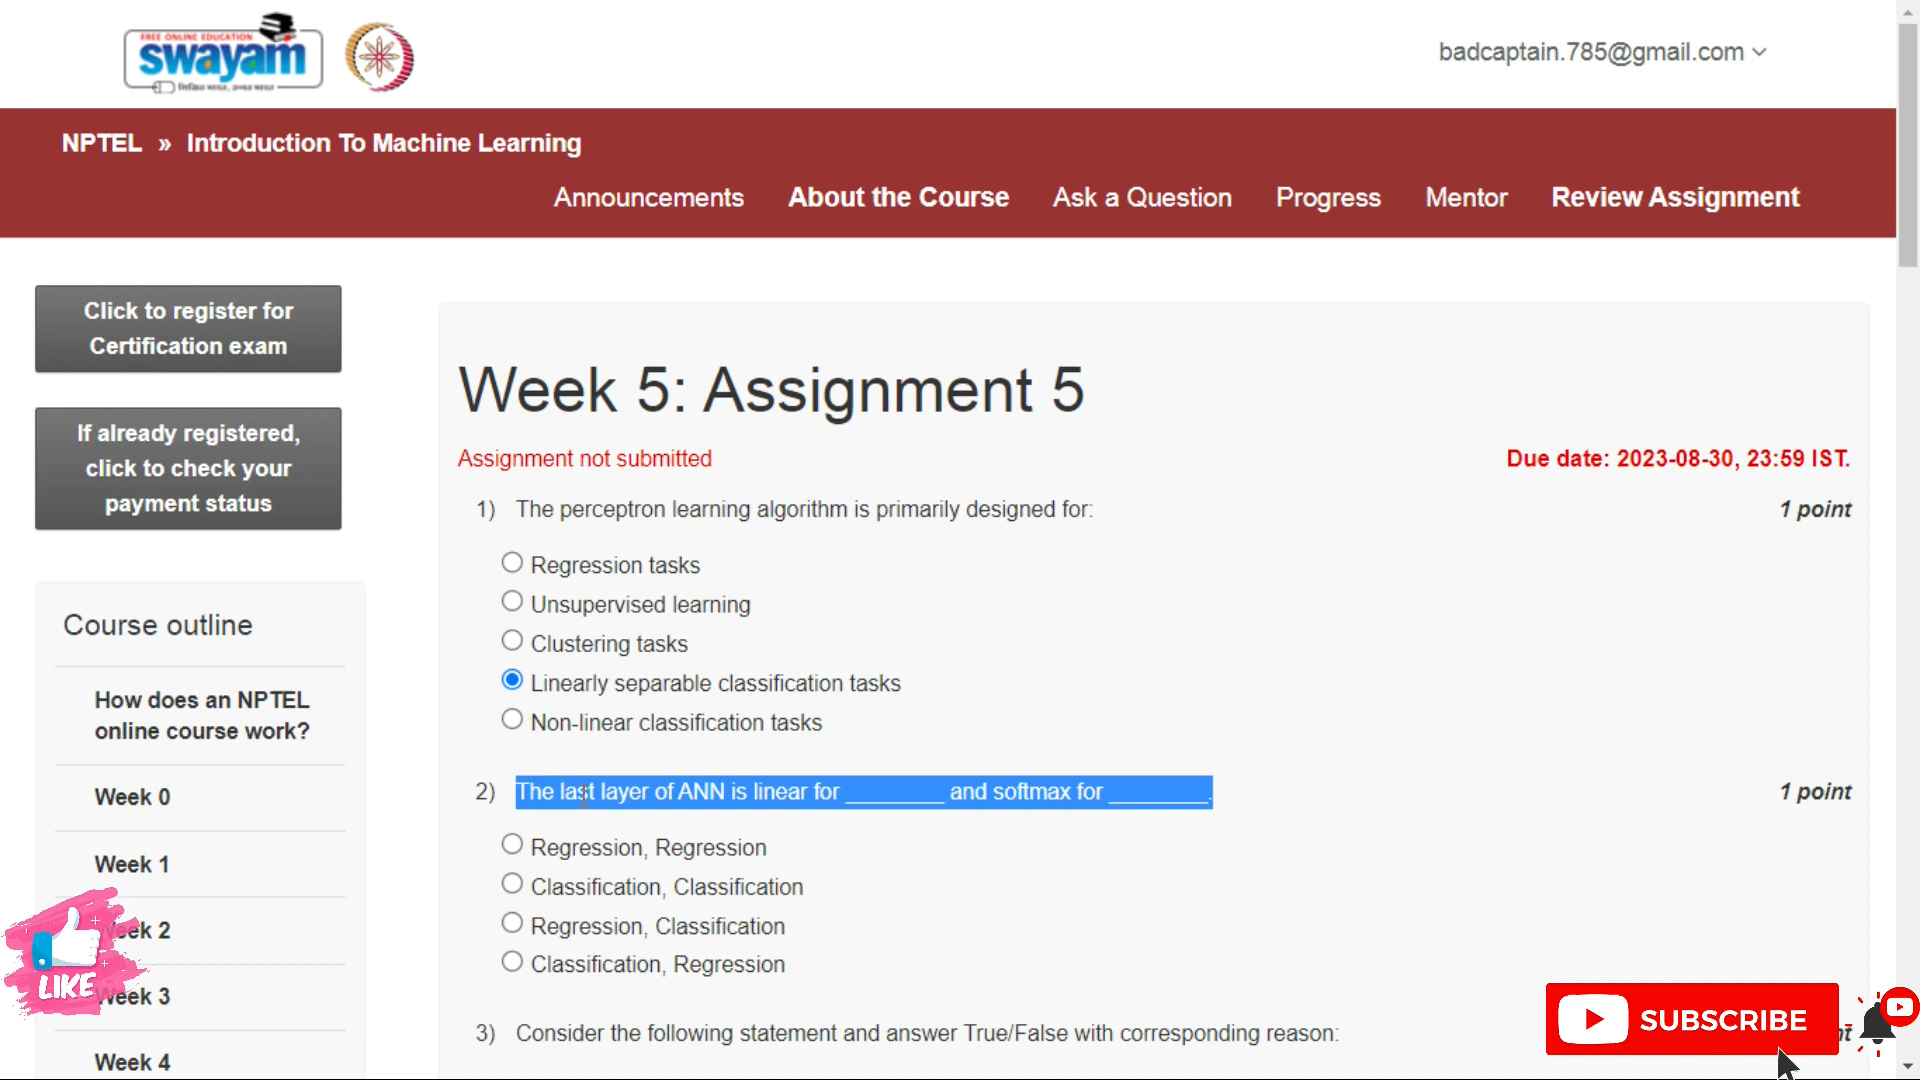 FREE ONLINE EDUCATION
swayam
badcaptain.785@gmail.com
NPTEL » Introduction To Machine Learning
Announcements About the Course Ask a Question Progress Mentor Review Assignment
Click to register for
Certification exam
If already registered,
click to check your
payment status
Course outline
How does an NPTEL
online course work?
Week 0
Week 1
Week 2
Week 3
Week 4
LIKE
Week 5: Assignment 5
Assignment not submitted
Due date: 2023-08-30, 23:59 IST.
1) The perceptron learning algorithm is primarily designed for: 1 point
Regression tasks
Unsupervised learning
Clustering tasks
Linearly separable classification tasks
Non-linear classification tasks
2) The last layer of ANN is linear for ________ and softmax for ________. 1 point
Regression, Regression
Classification, Classification
Regression, Classification
Classification, Regression
3) Consider the following statement and answer True/False with corresponding reason:
SUBSCRIBE